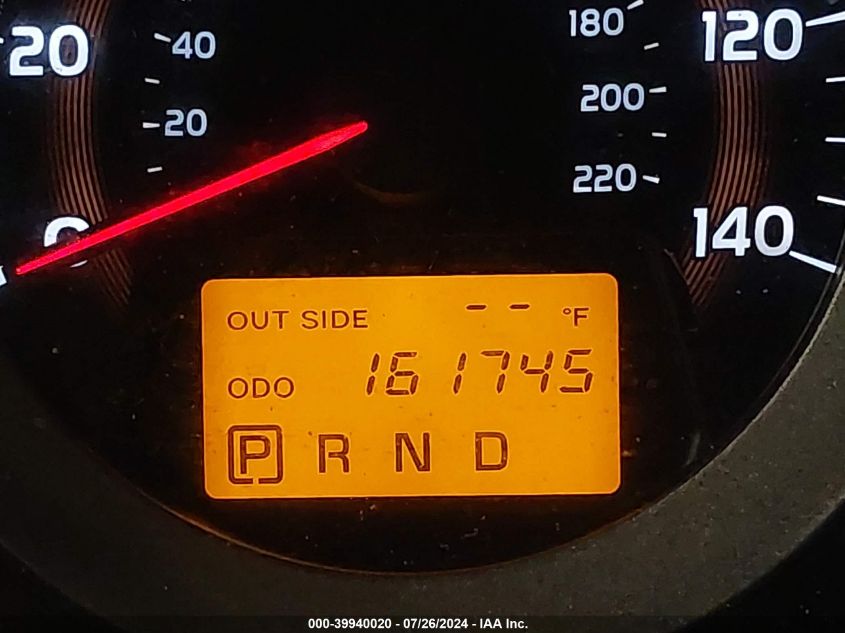 20 40 180 120
20 200
220
0 140
OUT SIDE -- °F
ODO 161745
P R N D
000-39940020 - 07/26/2024 - IAA Inc.